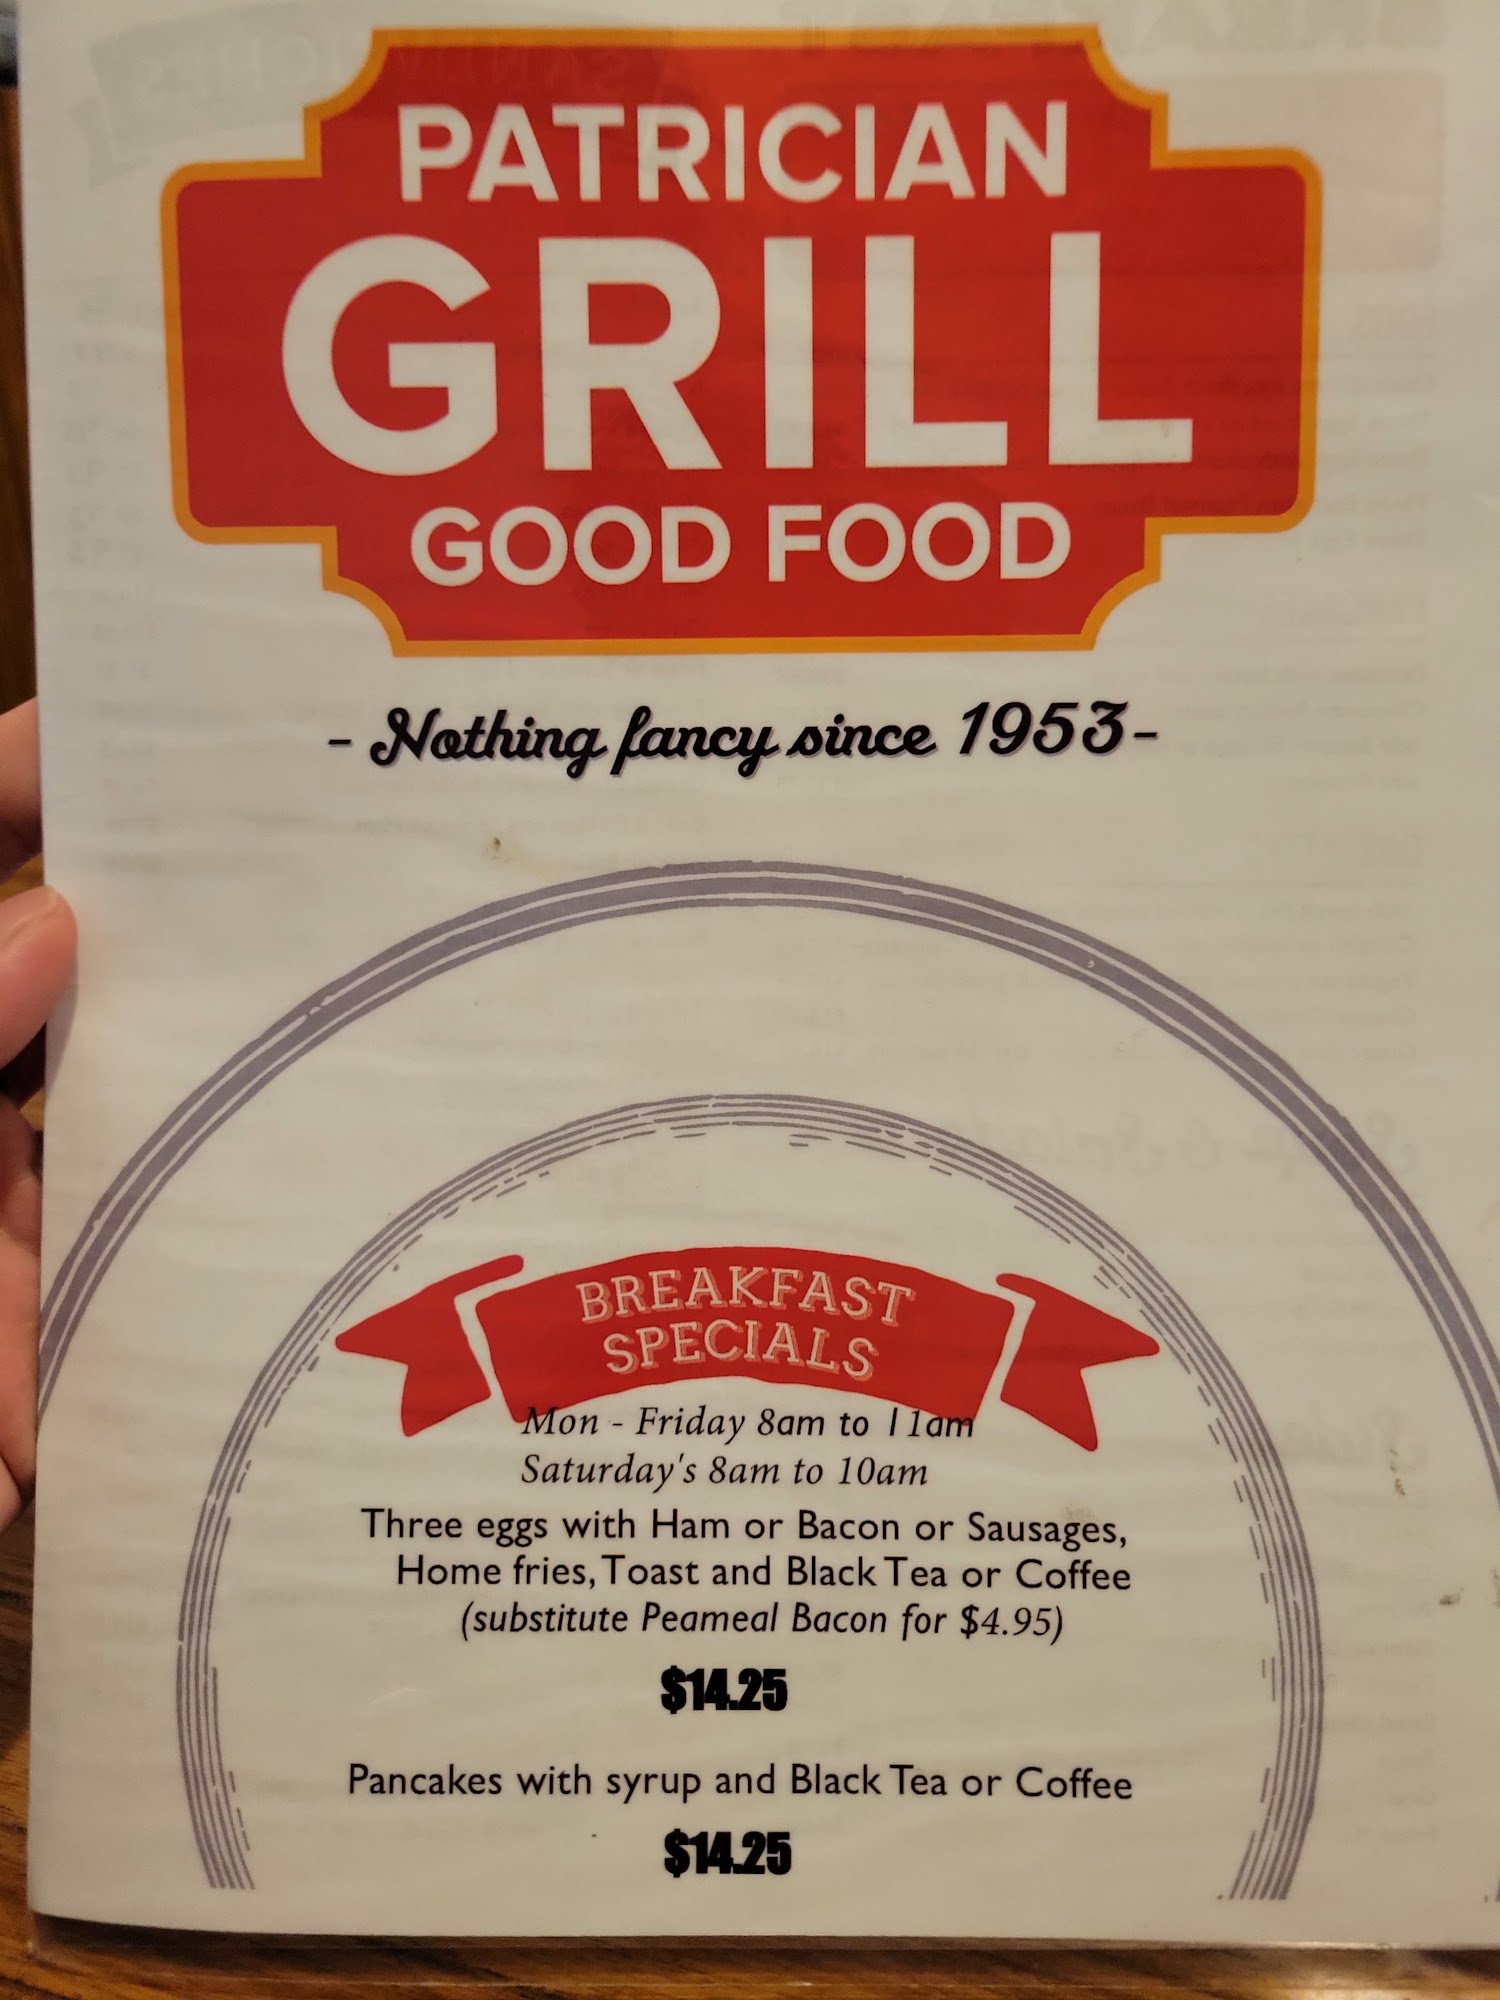 PATRICIAN
GRILL
GOOD FOOD
- Nothing fancy since 1953-
BREAKFAST
SPECIALS
Mon - Friday 8am to 11am
Saturday's 8am to 10am
Three eggs with Ham or Bacon or Sausages,
Home fries, Toast and Black Tea or Coffee
(substitute Peameal Bacon for $4.95)
$14.25
Pancakes with syrup and Black Tea or Coffee
$14.25